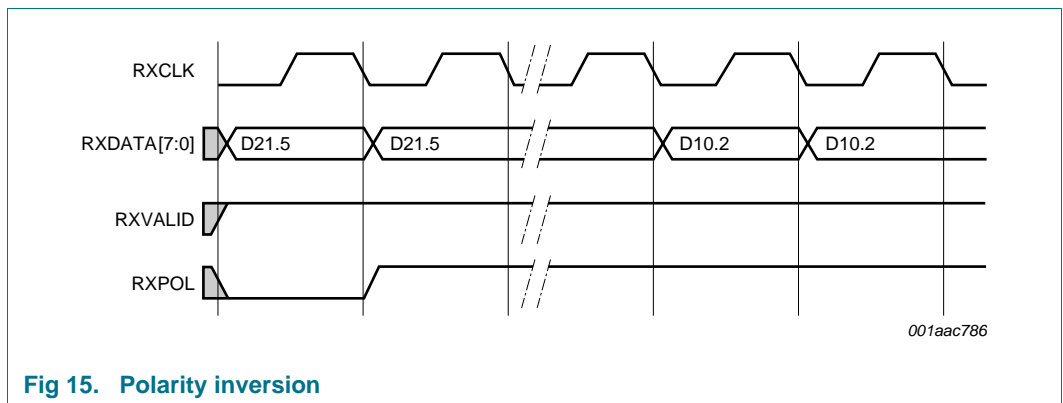 RXCLK
RXDATA[7:0] D21.5 D21.5 D10.2 D10.2
RXVALID
RXPOL
001aac786
Fig 15. Polarity inversion